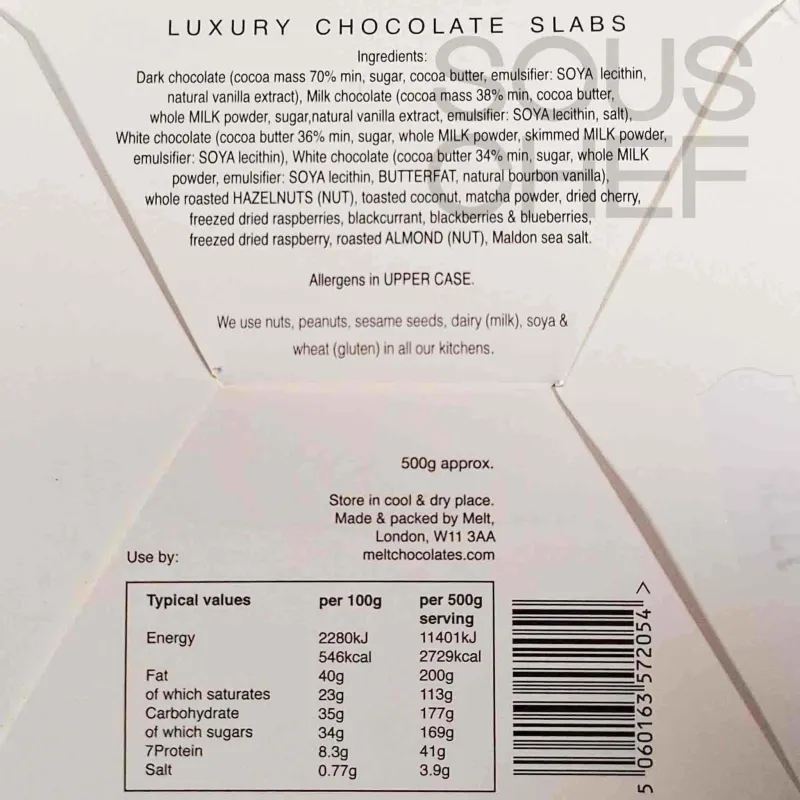 LUXURY CHOCOLATE SLABS
Ingredients:
Dark chocolate (cocoa mass 70% min, sugar, cocoa butter, emulsifier: SOYA lecithin,
natural vanilla extract), Milk chocolate (cocoa mass 38% min, cocoa butter,
whole MILK powder, sugar,natural vanilla extract, emulsifier: SOYA lecithin, salt),
White chocolate (cocoa butter 36% min, sugar, whole MILK powder, skimmed MILK powder,
emulsifier: SOYA lecithin), White chocolate (cocoa butter 34% min, sugar, whole MILK
powder, emulsifier: SOYA lecithin, BUTTERFAT, natural bourbon vanilla),
whole roasted HAZELNUTS (NUT), toasted coconut, matcha powder, dried cherry,
freezed dried raspberries, blackcurrant, blackberries & blueberries,
freezed dried raspberry, roasted ALMOND (NUT), Maldon sea salt.
SOUS
CHEF
Allergens in UPPER CASE.
We use nuts, peanuts, sesame seeds, dairy (milk), soya &
wheat (gluten) in all our kitchens.
500g approx.
Store in cool & dry place.
Made & packed by Melt,
London, W11 3AA
Use by: meltchocolates.com
Typical values per 100g per 500g
serving
Energy 2280kJ 11401kJ
546kcal 2729kcal
Fat 40g 200g
of which saturates 23g 113g
Carbohydrate 35g 177g
of which sugars 34g 169g
7Protein 8.3g 41g
Salt 0.77g 3.9g
5 060163 572054 >